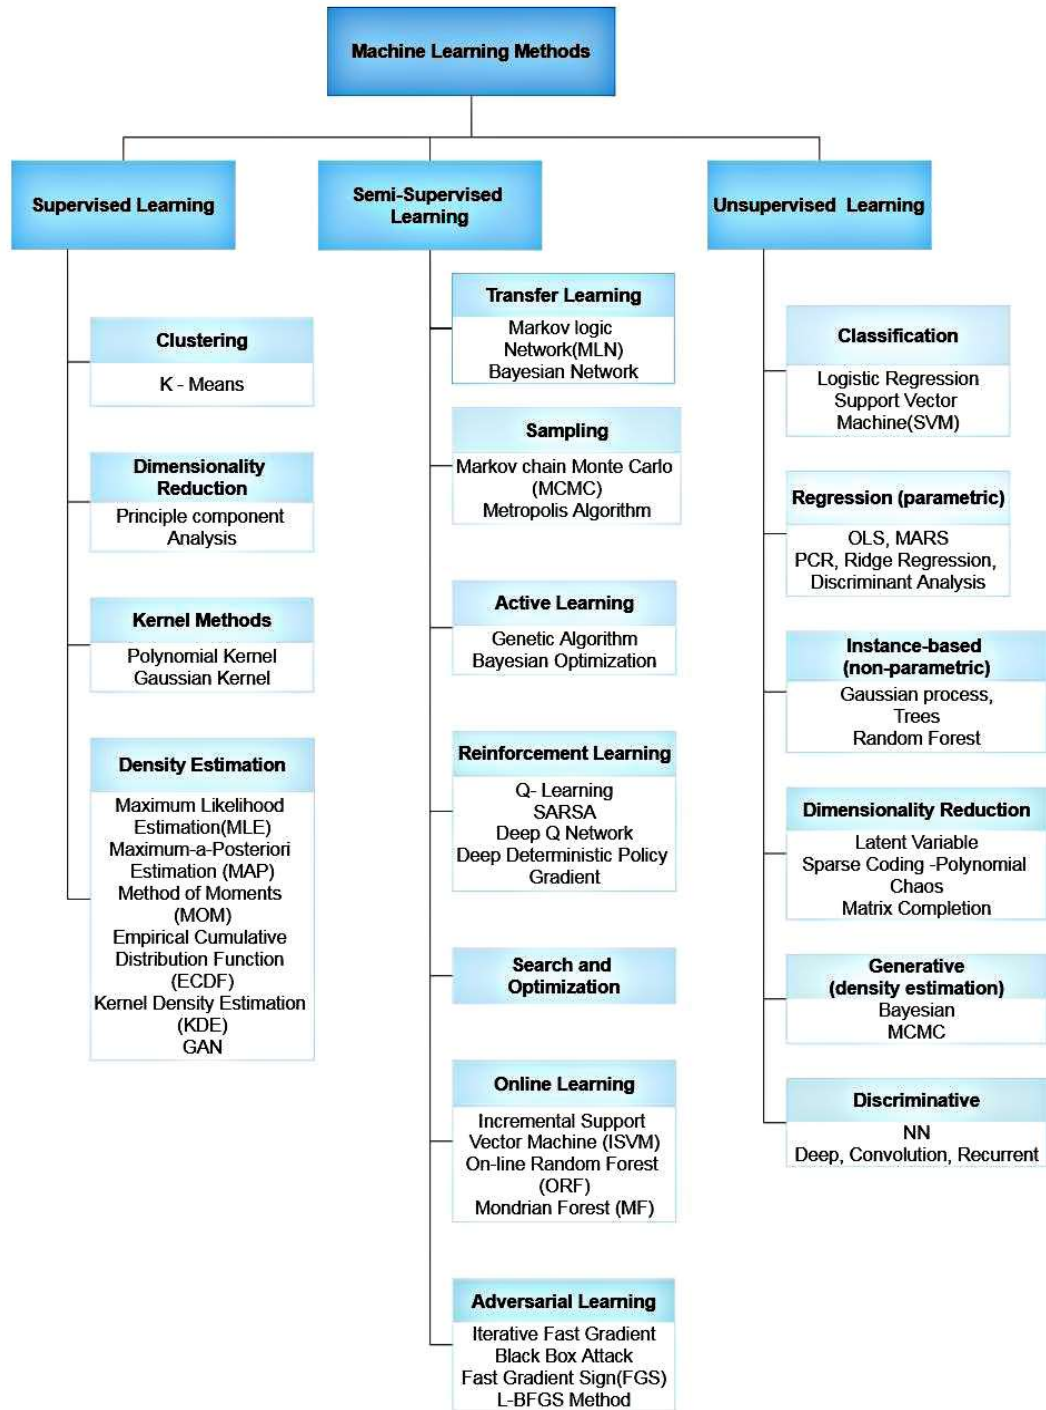 Machine Learning Methods
Supervised Learning
Clustering
K - Means
Dimensionality
Reduction
Principle component
Analysis
Kernel Methods
Polynomial Kernel
Gaussian Kernel
Density Estimation
Maximum Likelihood
Estimation(MLE)
Maximum-a-Posteriori
Estimation (MAP)
Method of Moments
(MOM)
Empirical Cumulative
Distribution Function
(ECDF)
Kernel Density Estimation
(KDE)
GAN
Semi-Supervised
Learning
Transfer Learning
Markov logic
Network(MLN)
Bayesian Network
Sampling
Markov chain Monte Carlo
(MCMC)
Metropolis Algorithm
Active Learning
Genetic Algorithm
Bayesian Optimization
Reinforcement Learning
Q- Learning
SARSA
Deep Q Network
Deep Deterministic Policy
Gradient
Search and
Optimization
Online Learning
Incremental Support
Vector Machine (ISVM)
On-line Random Forest
(ORF)
Mondrian Forest (MF)
Adversarial Learning
Iterative Fast Gradient
Black Box Attack
Fast Gradient Sign(FGS)
L-BFGS Method
Unsupervised Learning
Classification
Logistic Regression
Support Vector
Machine(SVM)
Regression (parametric)
OLS, MARS
PCR, Ridge Regression,
Discriminant Analysis
Instance-based
(non-parametric)
Gaussian process,
Trees
Random Forest
Dimensionality Reduction
Latent Variable
Sparse Coding -Polynomial
Chaos
Matrix Completion
Generative
(density estimation)
Bayesian
MCMC
Discriminative
NN
Deep, Convolution, Recurrent